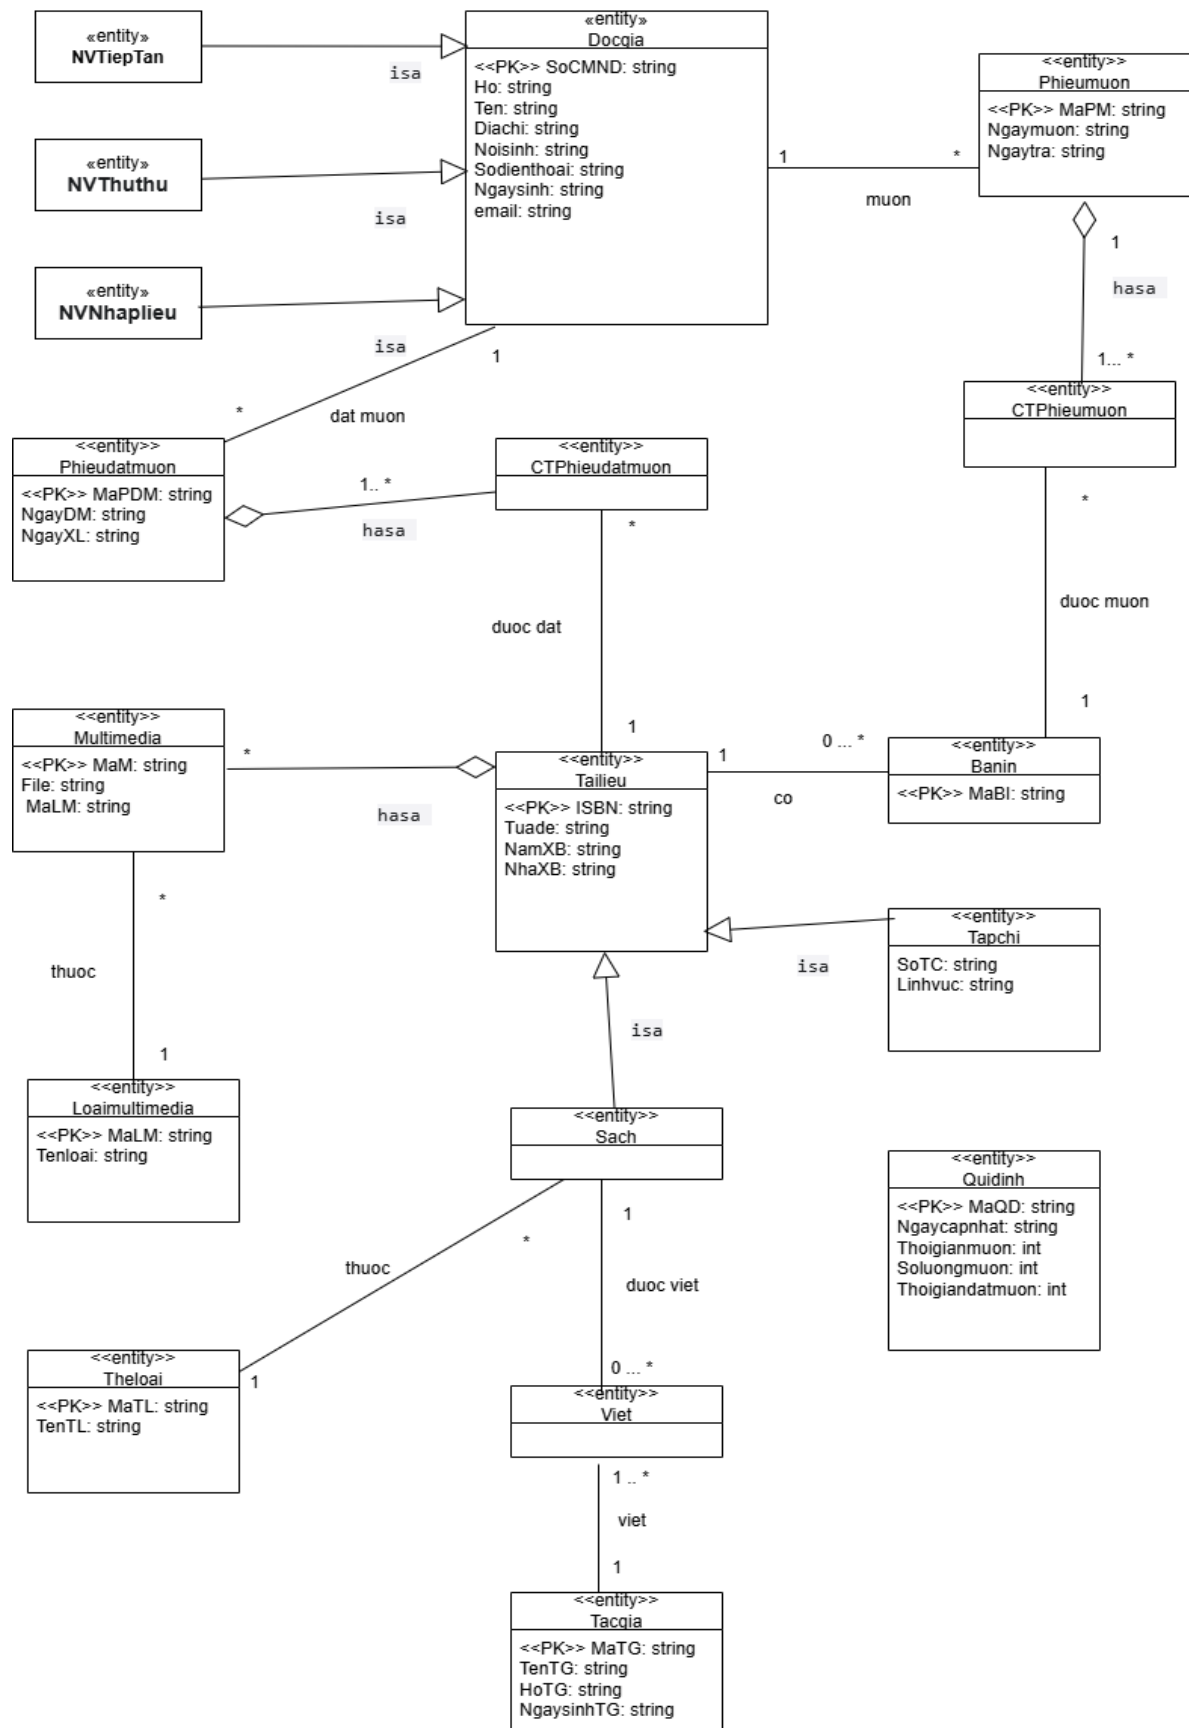 «entity»
NVTiepTan
isa
«entity»
NVThuthu
isa
«entity»
NVNhaplieu
isa
«entity»
Docgia
<<PK>> SoCMND: string
Ho: string
Ten: string
Diachi: string
Noisinh: string
Sodienthoai: string
Ngaysinh: string
email: string
1
*
muon
<<entity>>
Phieumuon
<<PK>> MaPM: string
Ngaymuon: string
Ngaytra: string
1
hasa
1... *
<<entity>>
CTPhieumuon
1
*
dat muon
<<entity>>
Phieudatmuon
<<PK>> MaPDM: string
NgayDM: string
NgayXL: string
1.. *
hasa
<<entity>>
CTPhieudatmuon
*
duoc dat
1
*
duoc muon
1
<<entity>>
Multimedia
<<PK>> MaM: string
File: string
MaLM: string
*
hasa
<<entity>>
Tailieu
<<PK>> ISBN: string
Tuade: string
NamXB: string
NhaXB: string
1
0 ... *
co
<<entity>>
Banin
<<PK>> MaBI: string
<<entity>>
Tapchi
SoTC: string
Linhvuc: string
isa
*
thuoc
1
isa
<<entity>>
Loaimultimedia
<<PK>> MaLM: string
Tenloai: string
<<entity>>
Sach
<<entity>>
Quidinh
<<PK>> MaQD: string
Ngaycapnhat: string
Thoigianmuon: int
Soluongmuon: int
Thoigiandatmuon: int
*
thuoc
1
1
duoc viet
0 ... *
<<entity>>
Theloai
<<PK>> MaTL: string
TenTL: string
<<entity>>
Viet
1 .. *
viet
1
<<entity>>
Tacgia
<<PK>> MaTG: string
TenTG: string
HoTG: string
NgaysinhTG: string